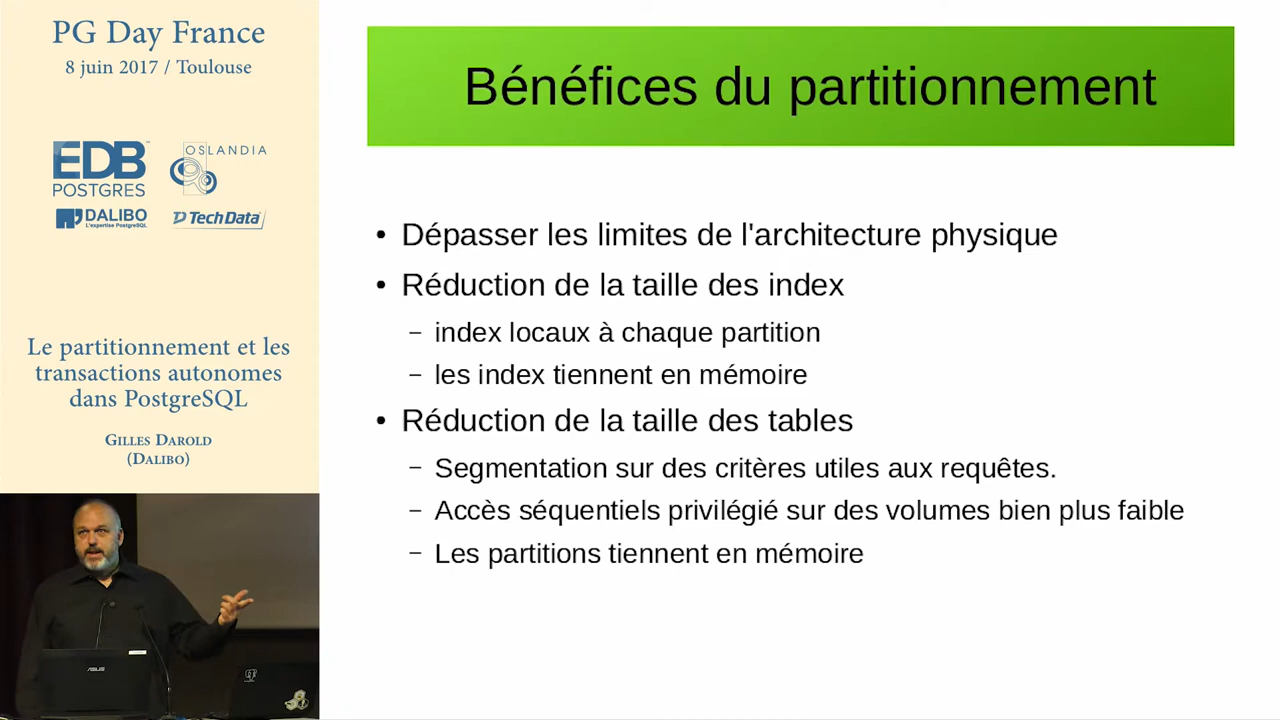 PG Day France
8 juin 2017 / Toulouse
EDB
POSTGRES
OSLANDIA
DALIBO
L'expertise PostgreSQL
TechData
Le partitionnement et les
transactions autonomes
dans PostgreSQL
GILLES DAROLD
(DALIBO)
ASUS
Bénéfices du partitionnement
• Dépasser les limites de l'architecture physique
• Réduction de la taille des index
– index locaux à chaque partition
– les index tiennent en mémoire
• Réduction de la taille des tables
– Segmentation sur des critères utiles aux requêtes.
– Accès séquentiels privilégié sur des volumes bien plus faible
– Les partitions tiennent en mémoire